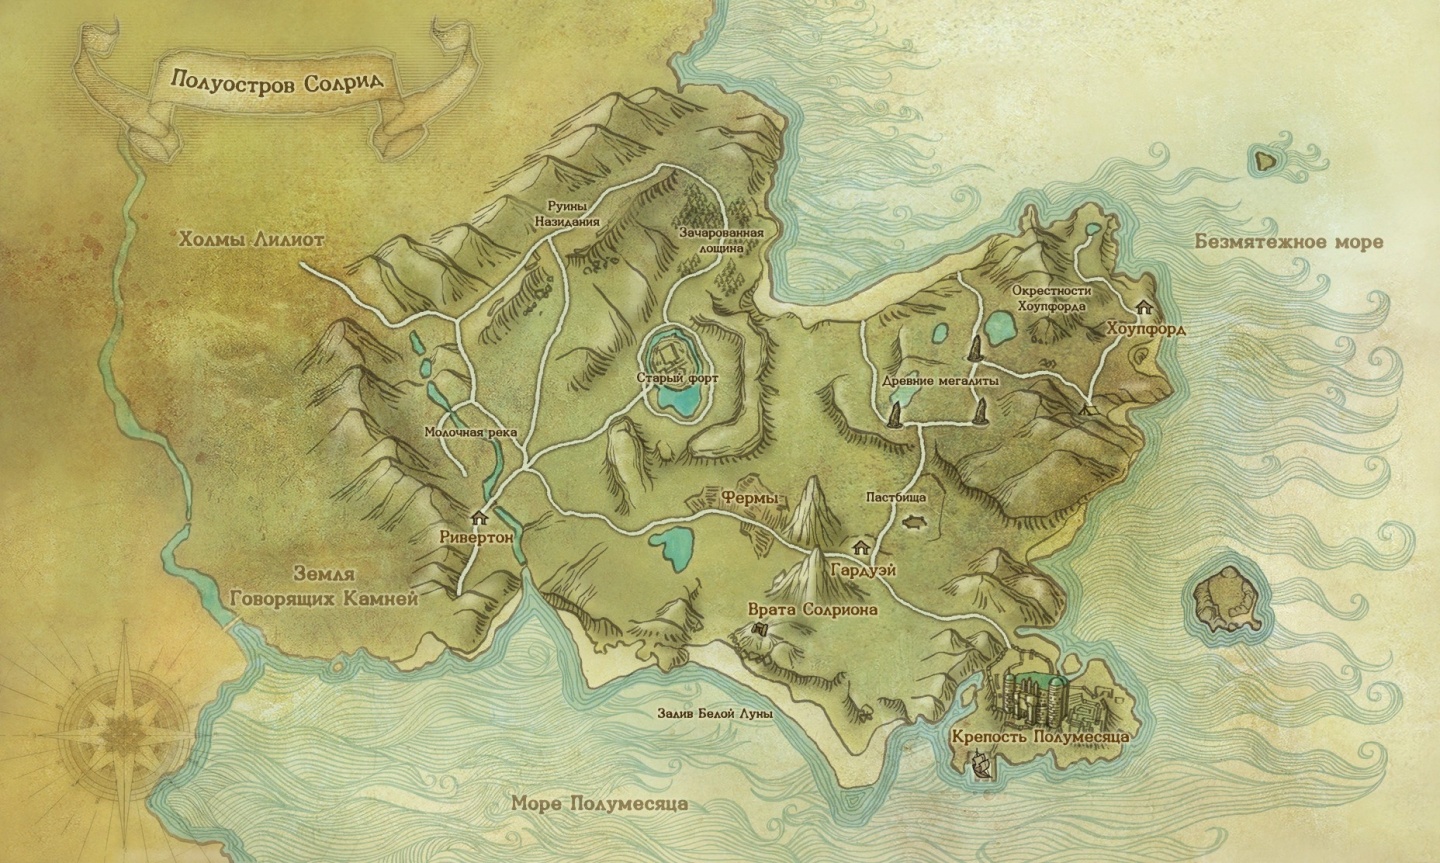 Полуостров Солрид
Руины
Назидания
Зачарованная
лощина
Холмы Лилиот
Безмятежное море
Окрестности
Хоупфорда
Хоупфорд
Старый форт
Древние мегалиты
Молочная река
Фермы
Пастбища
Ривертон
Гардуэй
Земля
Говорящих Камней
Врата Солриона
Залив Белой Луны
Крепость Полумесяца
Море Полумесяца